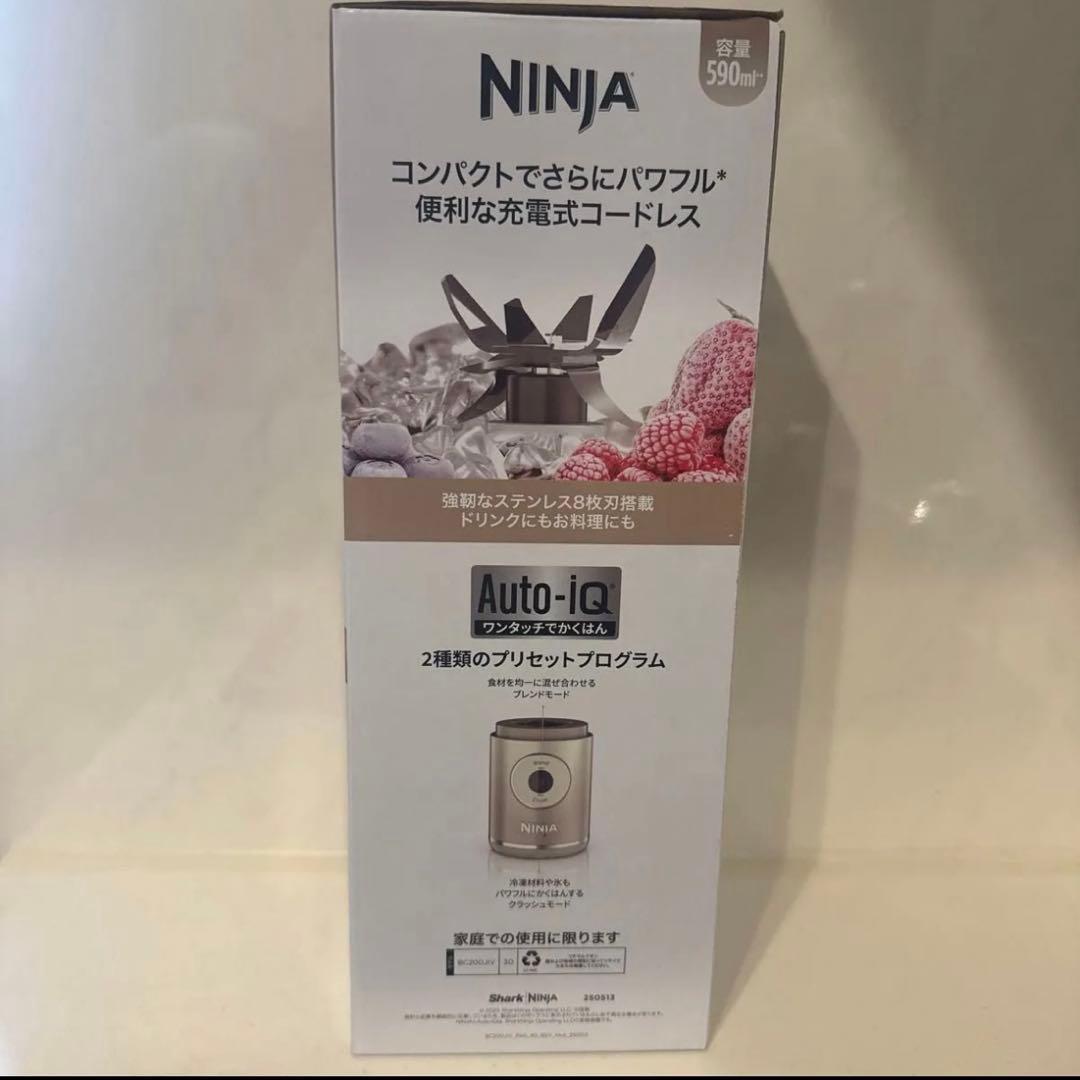 NINJA
容量
590ml**
コンパクトでさらにパワフル*
便利な充電式コードレス
強靭なステンレス8枚刃搭載
ドリンクにもお料理にも
Auto-iQ®
ワンタッチでかくはん
2種類のプリセットプログラム
食材を均一に混ぜ合わせる
ブレンドモード
NINJA
冷凍材料や氷も
パワフルにかくはんする
クラッシュモード
家庭での使用に限ります
BC200JIV 30
Shark NINJA 250513